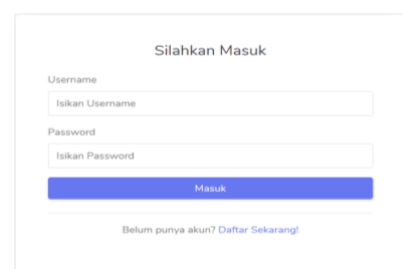 Silahkan Masuk
Username
Isikan Username
Password
Isikan Password
Masuk
Belum punya akun? Daftar Sekarang!